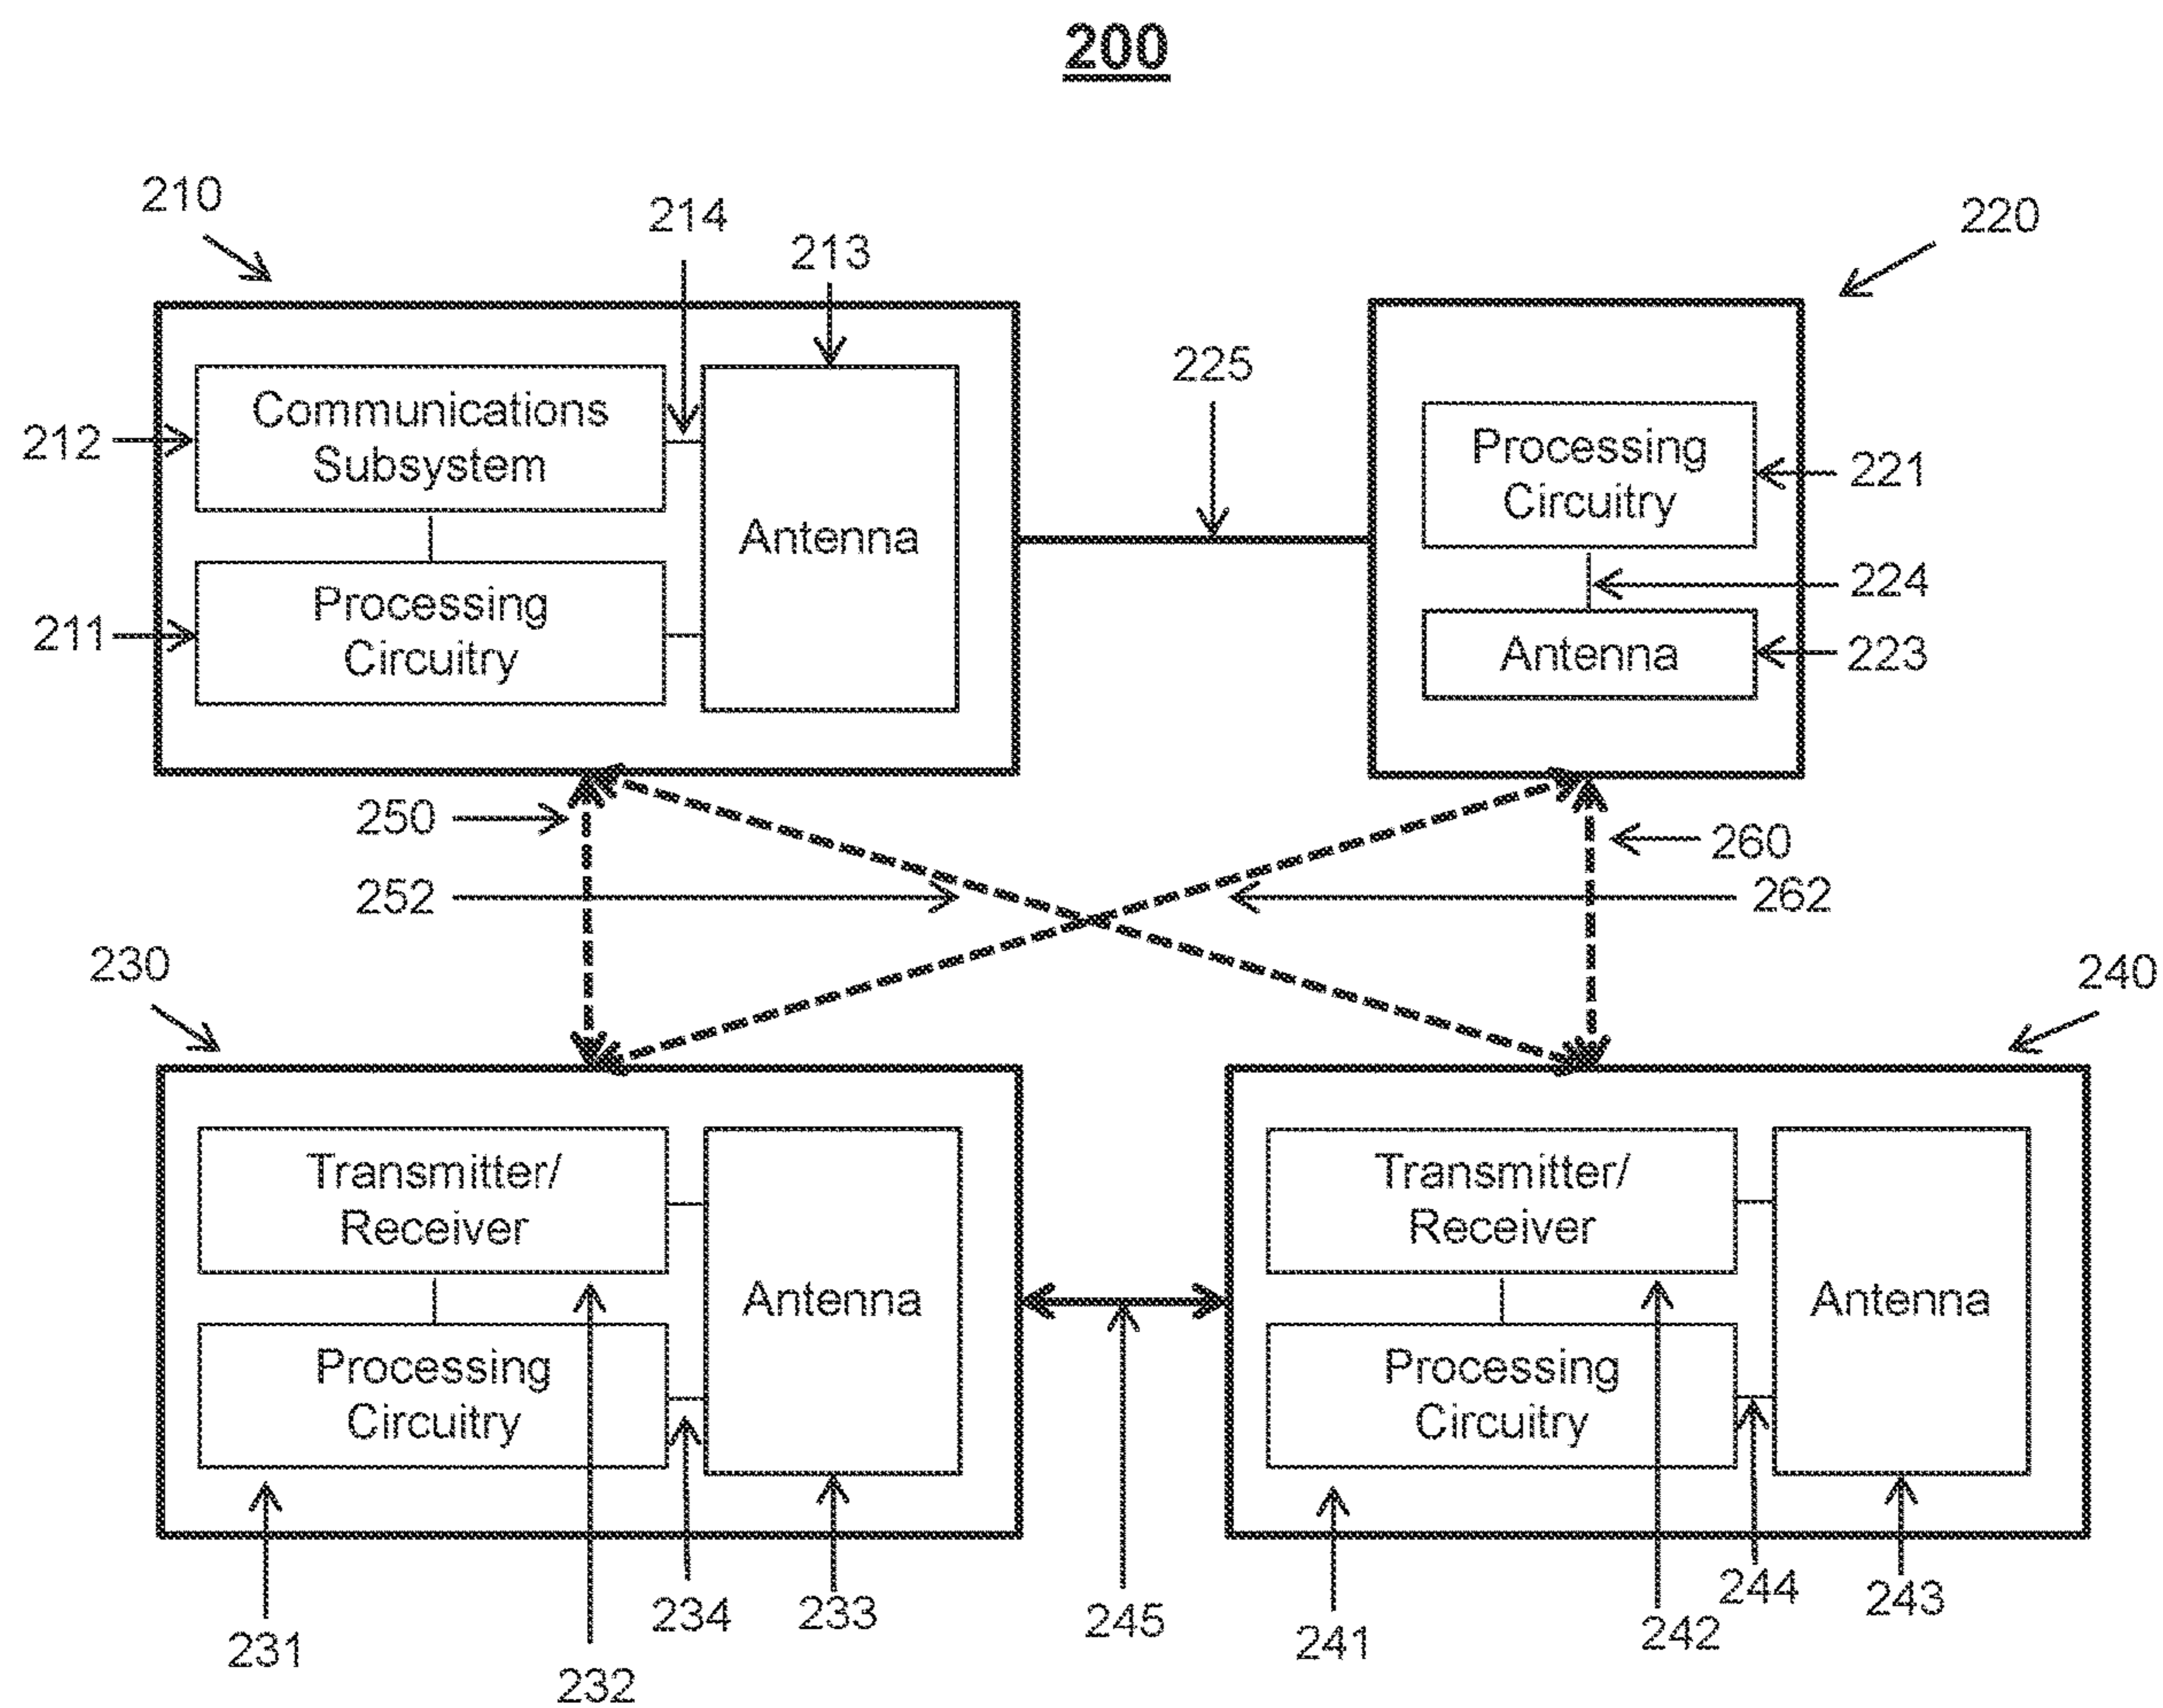 200
210
214
213
220
225
212
Communications
Subsystem
Antenna
Processing
Circuitry
221
211
Processing
Circuitry
224
Antenna
223
250
260
252
262
230
240
Transmitter/
Receiver
Antenna
Processing
Circuitry
Transmitter/
Receiver
Antenna
Processing
Circuitry
231
232
234
233
245
241
242
244
243